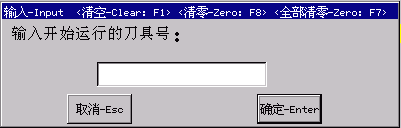 输入-Input <清空-Clear: F1> <清零-Zero: F8> <全部清零-Zero: F7>
输入开始运行的刀具号：
取消-Esc
确定-Enter